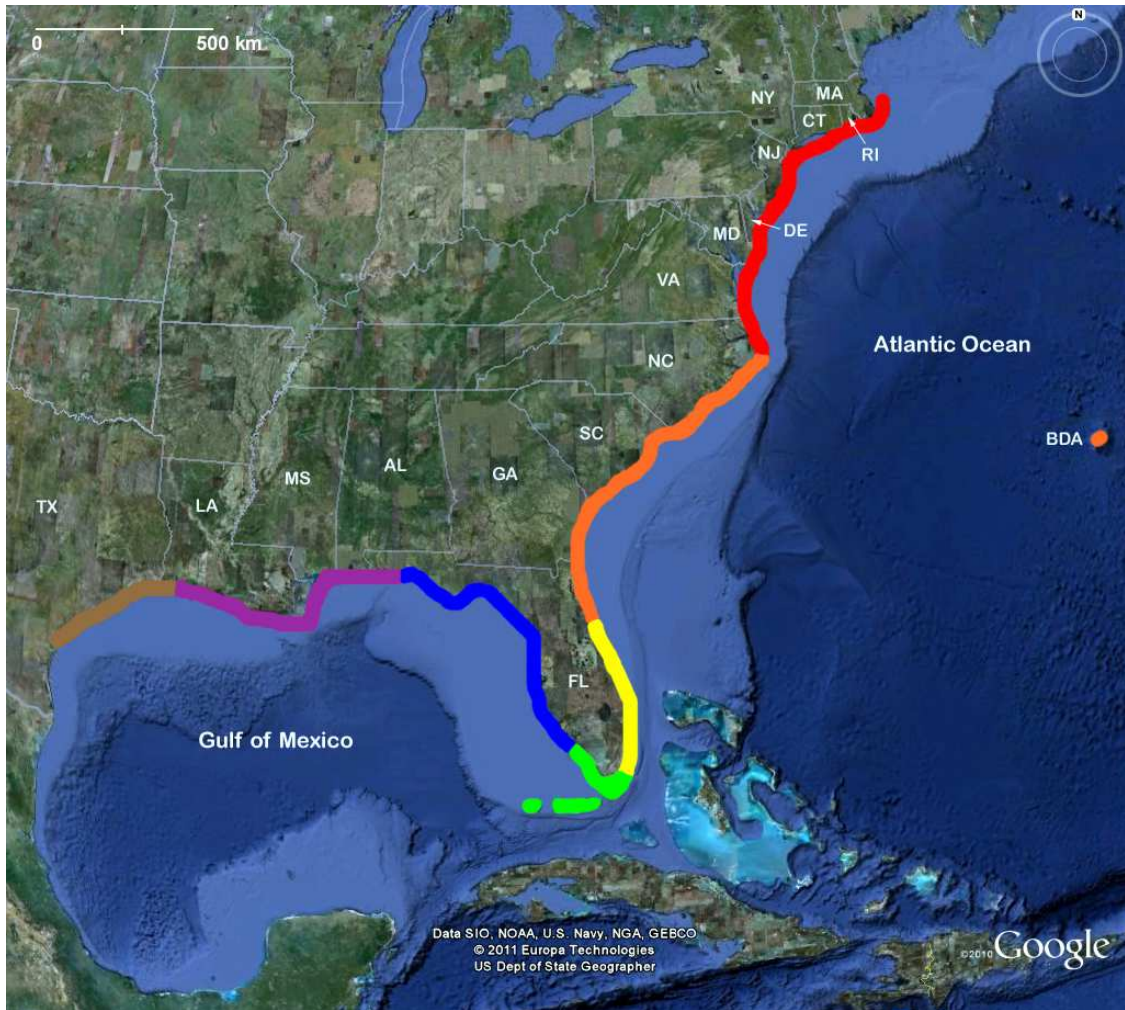 N
0 500 km
NY
MA
CT
RI
NJ
MD
DE
VA
Atlantic Ocean
NC
SC
BDA
AL
GA
MS
LA
TX
FL
Gulf of Mexico
Data SIO, NOAA, U.S. Navy, NGA, GEBCO
© 2011 Europa Technologies
US Dept of State Geographer
©2010 Google